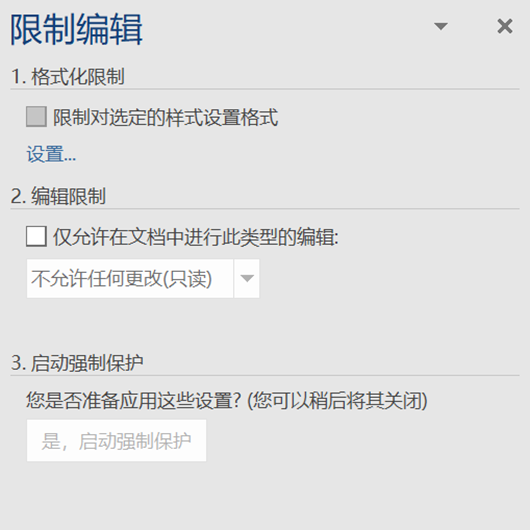 限制编辑
1. 格式化限制
限制对选定的样式设置格式
设置...
2. 编辑限制
仅允许在文档中进行此类型的编辑:
不允许任何更改(只读)
3. 启动强制保护
您是否准备应用这些设置? (您可以稍后将其关闭)
是，启动强制保护